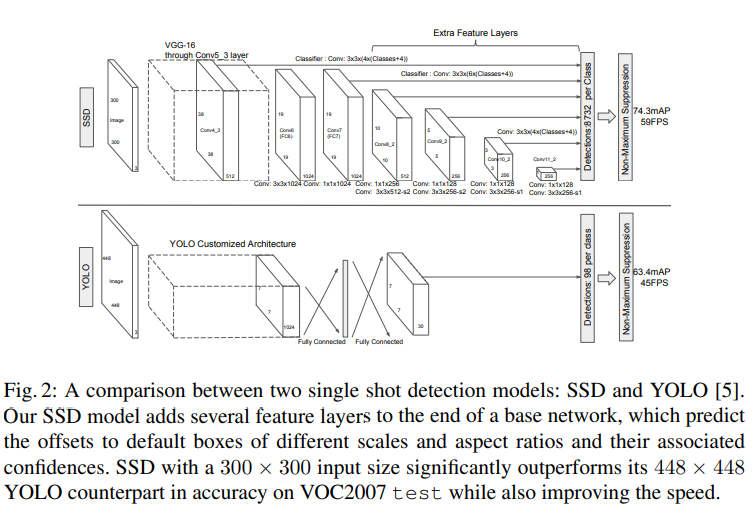 Extra Feature Layers
VGG-16
through Conv5_3 layer
Classifier : Conv: 3x3x(4x(Classes+4))
Classifier : Conv: 3x3x(6x(Classes+4))
Conv: 3x3x(4x(Classes+4))
SSD
300
Image
300
3
38
Conv4_3
38
512
19
Conv6
(FC6)
19
1024
19
Conv7
(FC7)
19
1024
10
Conv8_2
10
512
5
Conv9_2
5
256
3
Conv10_2
3
256
Conv11_2
256
Conv: 3x3x1024
Conv: 1x1x1024
Conv: 1x1x256
Conv: 3x3x512-s2
Conv: 1x1x128
Conv: 3x3x256-s2
Conv: 1x1x128
Conv: 3x3x256-s1
Conv: 1x1x128
Conv: 3x3x256-s1
Detections:8732 per Class
Non-Maximum Suppression
74.3mAP
59FPS
YOLO
448
Image
448
3
YOLO Customized Architecture
7
7
1024
Fully Connected
Fully Connected
7
7
30
Detections: 98 per class
Non-Maximum Suppression
63.4mAP
45FPS
Fig. 2: A comparison between two single shot detection models: SSD and YOLO [5].
Our SSD model adds several feature layers to the end of a base network, which predict
the offsets to default boxes of different scales and aspect ratios and their associated
confidences. SSD with a 300 × 300 input size significantly outperforms its 448 × 448
YOLO counterpart in accuracy on VOC2007 test while also improving the speed.